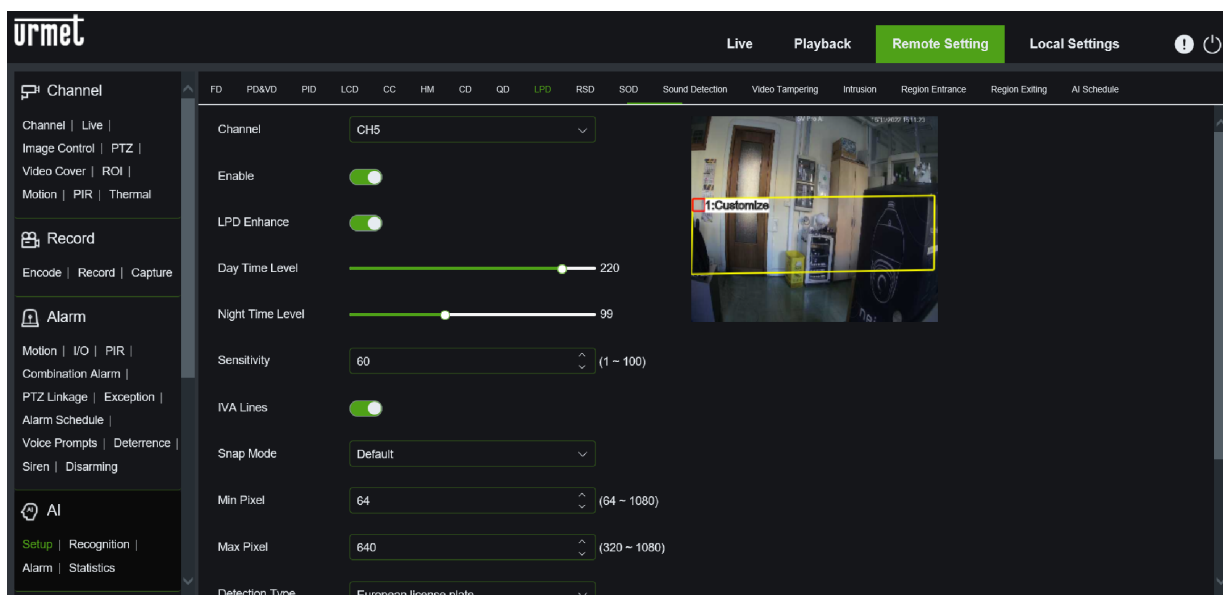 urmet
Live Playback Remote Setting Local Settings
Channel
Channel | Live |
Image Control | PTZ |
Video Cover | ROI |
Motion | PIR | Thermal
Record
Encode | Record | Capture
Alarm
Motion | I/O | PIR |
Combination Alarm |
PTZ Linkage | Exception |
Alarm Schedule |
Voice Prompts | Deterrence |
Siren | Disarming
AI
Setup | Recognition |
Alarm | Statistics
FD PD&VD PID LCD CC HM CD QD LPD RSD SOD Sound Detection Video Tampering Intrusion Region Entrance Region Exiting AI Schedule
Channel CH5
Enable
LPD Enhance
Day Time Level 220
Night Time Level 99
Sensitivity 60 (1 ~ 100)
IVA Lines
Snap Mode Default
Min Pixel 64 (64 ~ 1080)
Max Pixel 640 (320 ~ 1080)
Detection Type European license plate
1:Customize